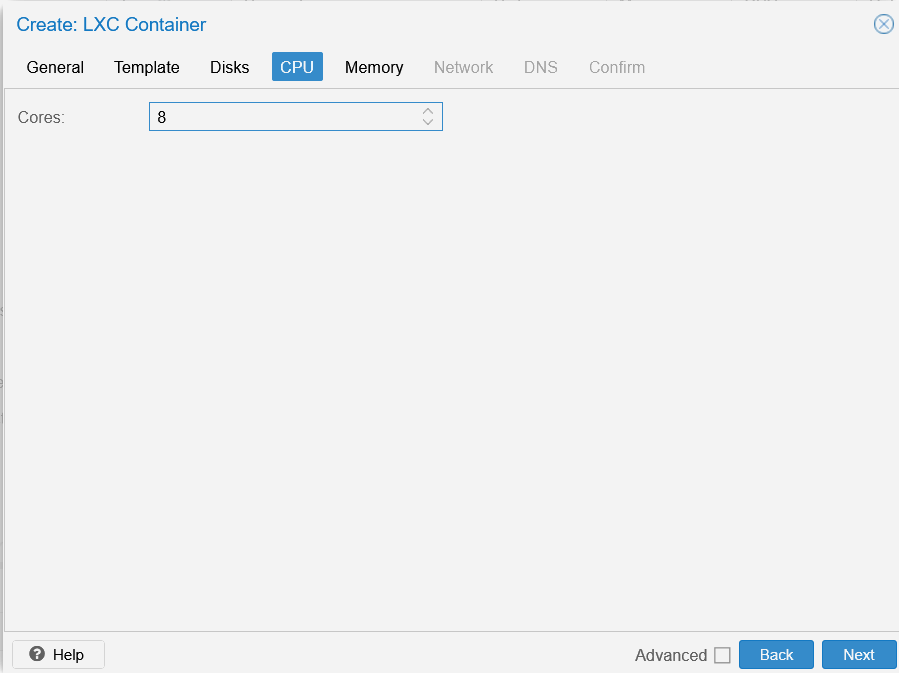 Create: LXC Container
General Template Disks CPU Memory Network DNS Confirm
Cores: 8
Help Advanced Back Next